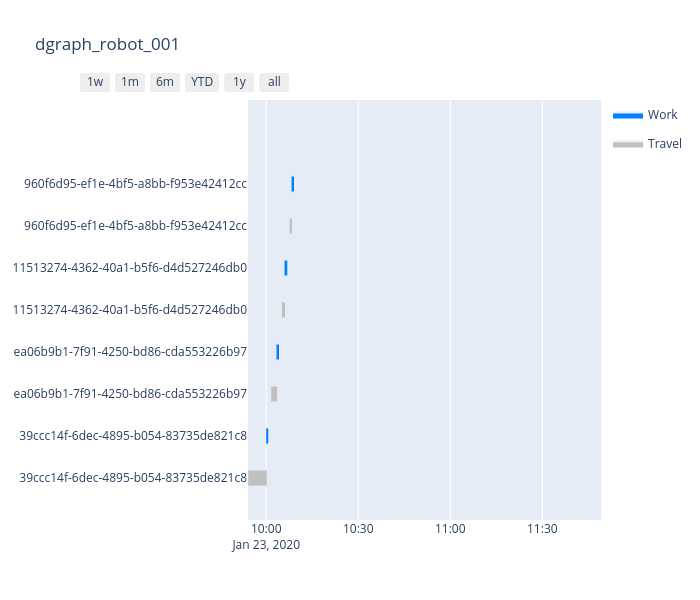 dgraph_robot_001
1w 1m 6m YTD 1y all
Work
Travel
960f6d95-ef1e-4bf5-a8bb-f953e42412cc
960f6d95-ef1e-4bf5-a8bb-f953e42412cc
11513274-4362-40a1-b5f6-d4d527246db0
11513274-4362-40a1-b5f6-d4d527246db0
ea06b9b1-7f91-4250-bd86-cda553226b97
ea06b9b1-7f91-4250-bd86-cda553226b97
39ccc14f-6dec-4895-b054-83735de821c8
39ccc14f-6dec-4895-b054-83735de821c8
10:00 10:30 11:00 11:30
Jan 23, 2020